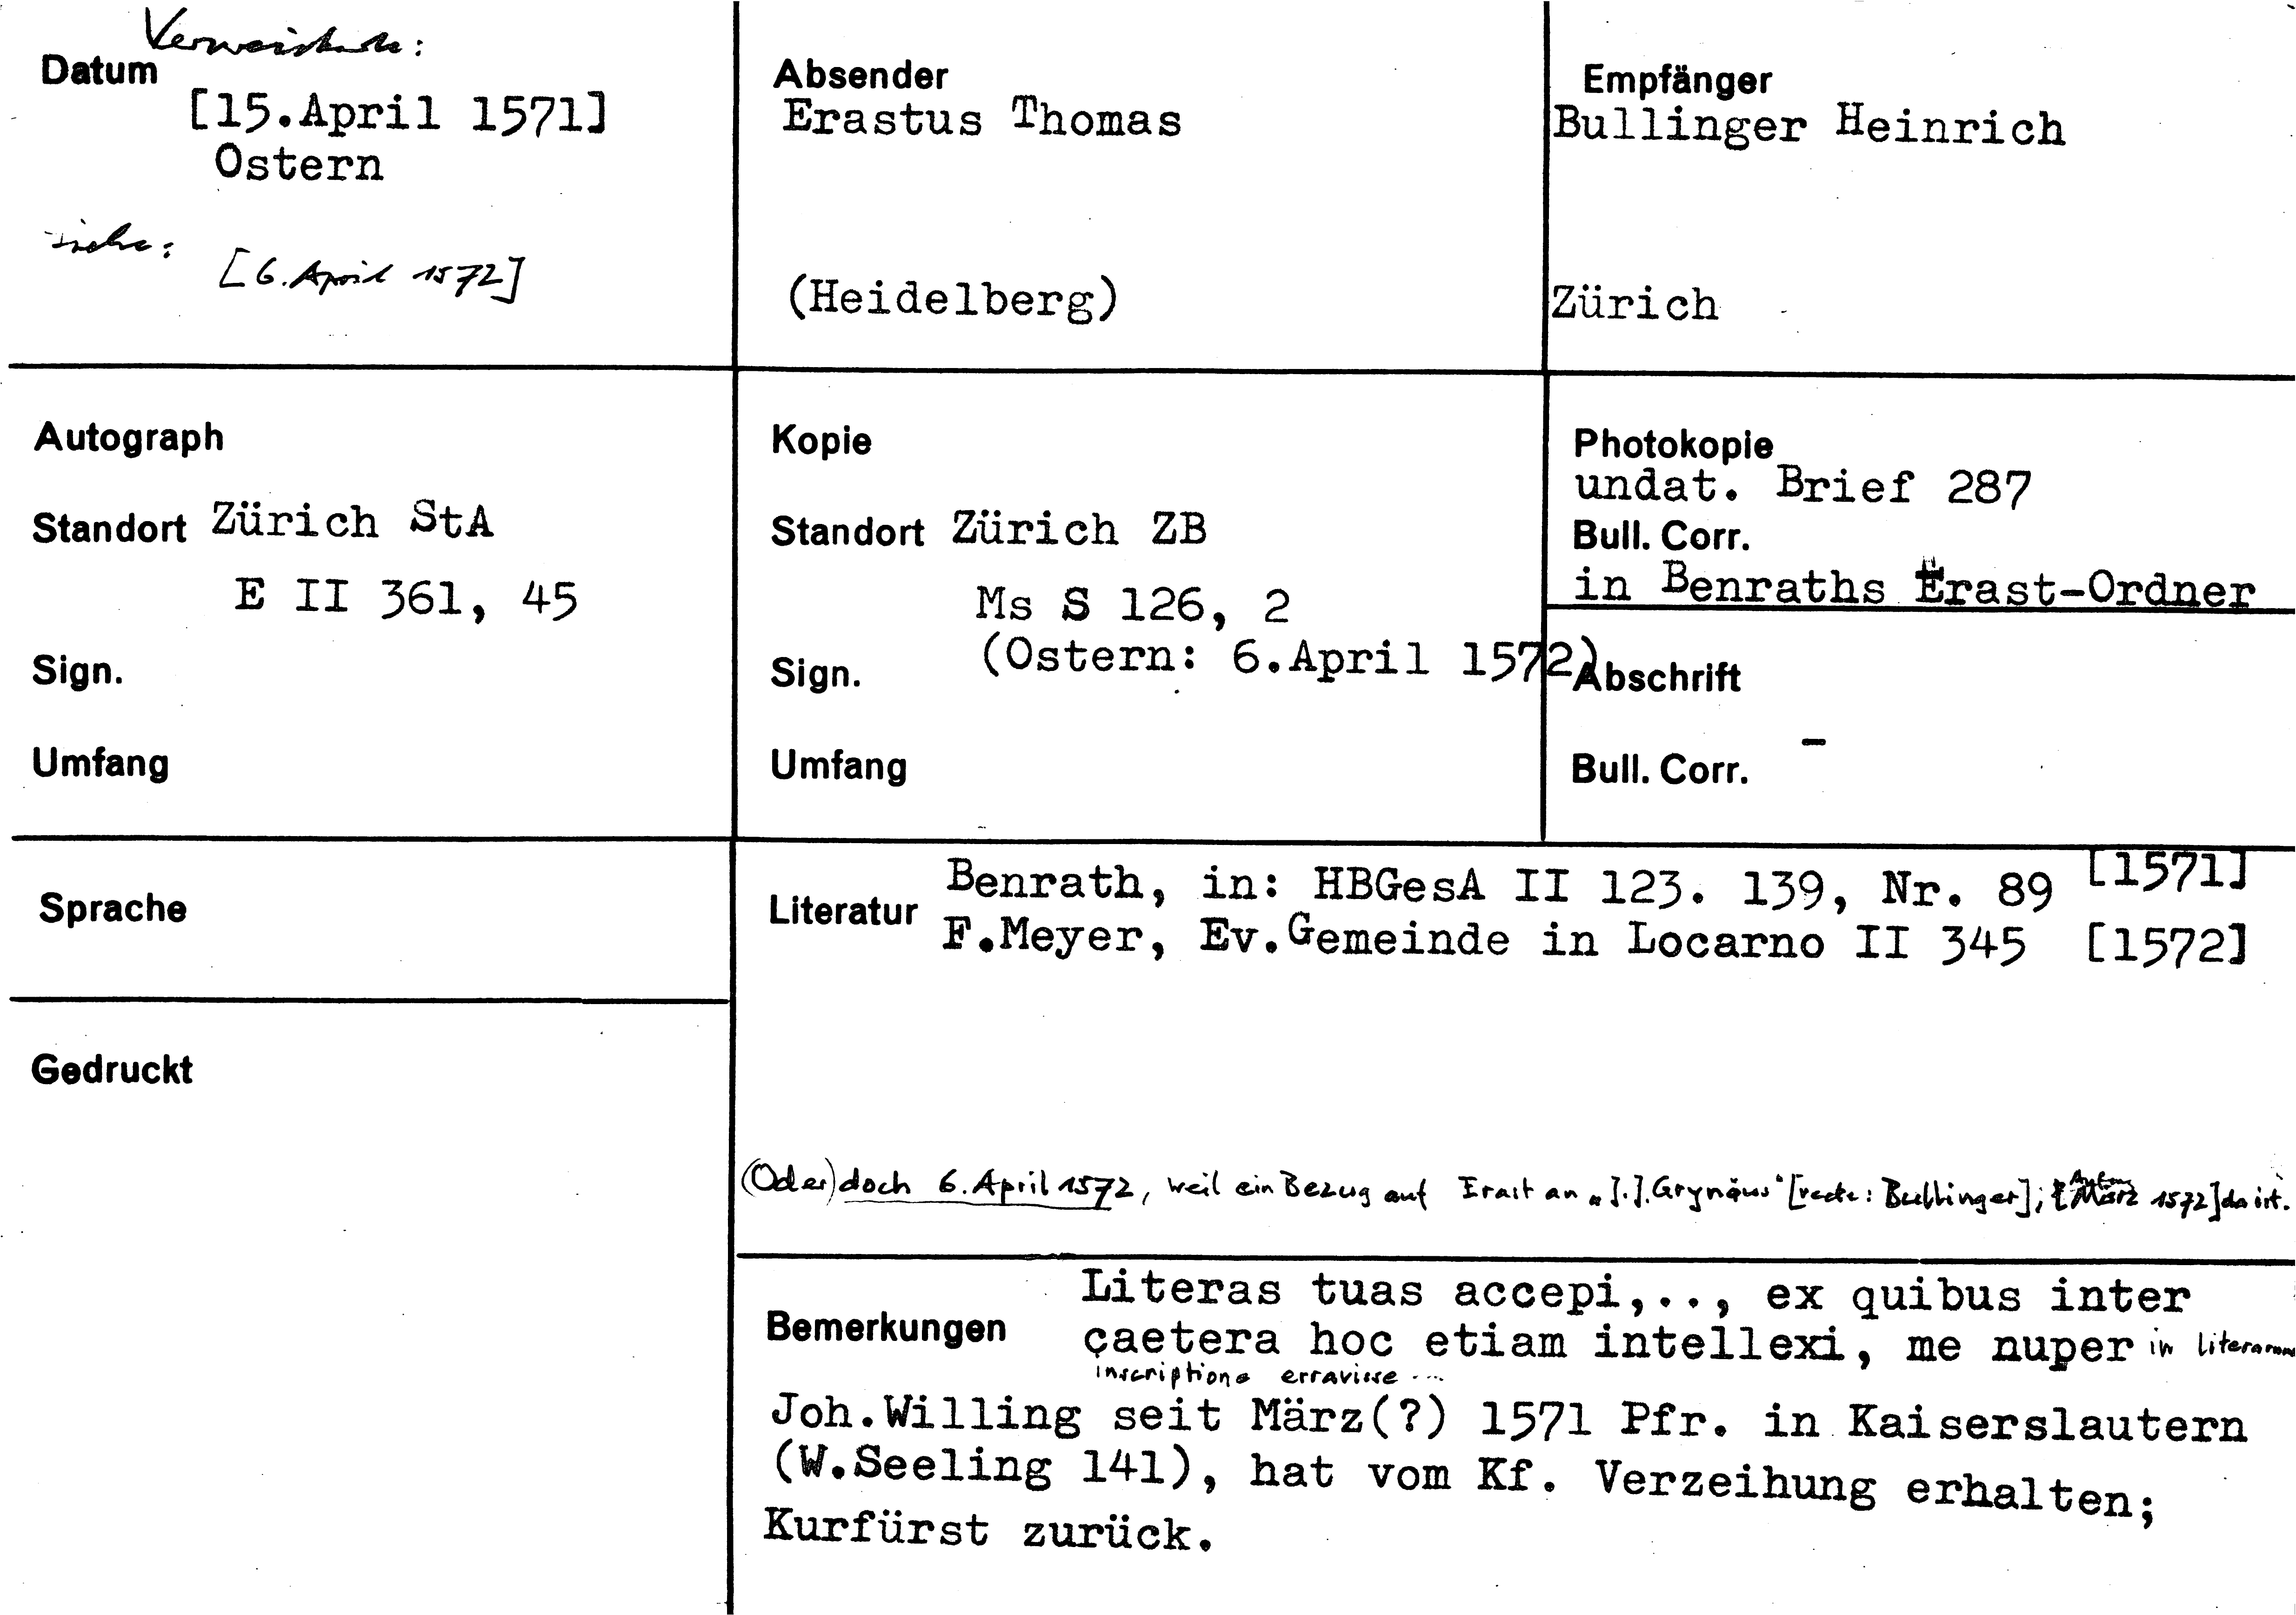 Verweiskarte:
Datum
[15.April 1571]
Ostern
siehe:
[6. April 1572]
Absender
Erastus Thomas
(Heidelberg)
Empfänger
Bullinger Heinrich
Zürich
Autograph
Standort Zürich StA
E II 361, 45
Sign.
Umfang
Kopie
Standort Zürich ZB
Ms S 126, 2
(Ostern: 6.April 1572)
Sign.
Umfang
Photokopie
undat. Brief 287
Bull. Corr.
in Benraths Erast-Ordner
Abschrift
Bull. Corr. -
Sprache
Literatur
Benrath, in: HBGesA II 123. 139, Nr. 89 [1571]
F.Meyer, Ev.Gemeinde in Locarno II 345 [1572]
Gedruckt
(Oder) doch 6. April 1572, weil ein Bezug auf Erast an „J.J. Grynäus" [recte: Bullinger]; [Anfang März 1572] da ist.
Bemerkungen
Literas tuas accepi,.., ex quibus inter
caetera hoc etiam intellexi, me nuper in literarum
inscriptione erravisse ...
Joh.Willing seit März(?) 1571 Pfr. in Kaiserslautern
(W.Seeling 141), hat vom Kf. Verzeihung erhalten;
Kurfürst zurück.